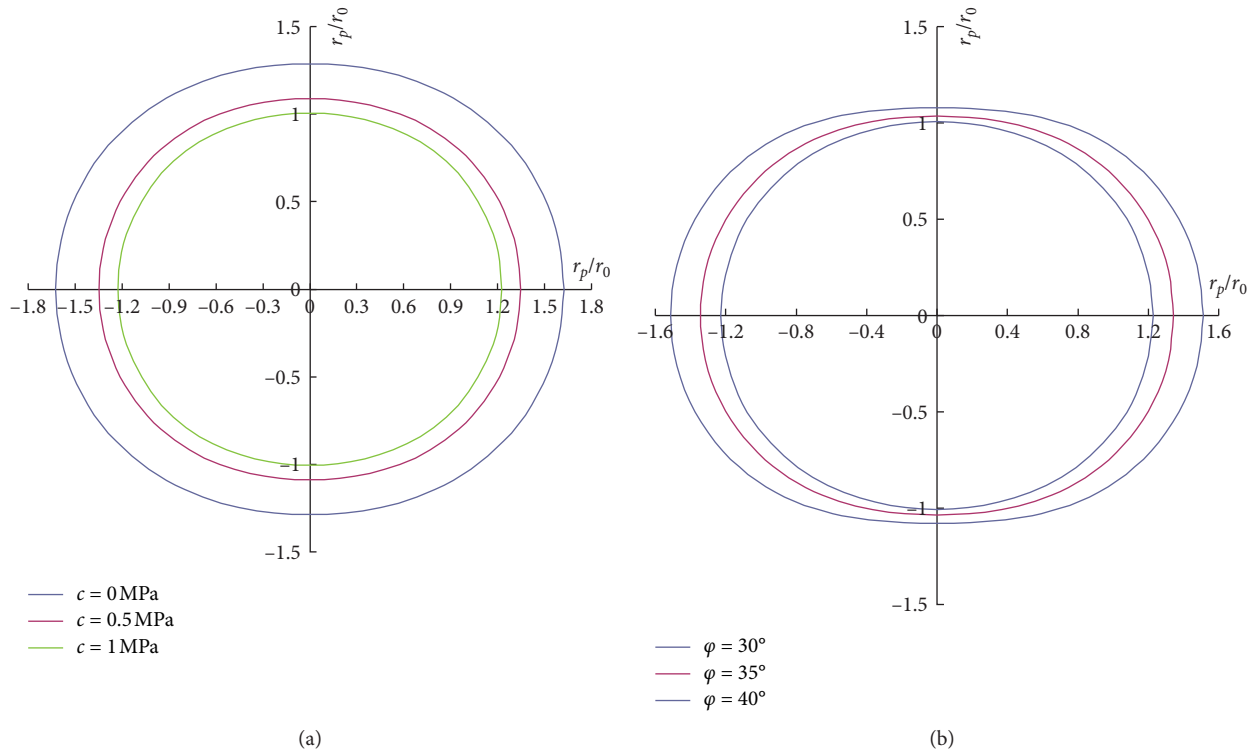 1.5
r_p/r_0
1
0.5
r_p/r_0
–1.8 –1.5 –1.2 –0.9 –0.6 –0.3 0 0 0.3 0.6 0.9 1.2 1.5 1.8
–0.5
–1
–1.5
c = 0 MPa
c = 0.5 MPa
c = 1 MPa
(a)
1.5
r_p/r_0
1
0.5
r_p/r_0
0
–1.6 –1.2 –0.8 –0.4 0 0.4 0.8 1.2 1.6
–0.5
–1
–1.5
φ = 30°
φ = 35°
φ = 40°
(b)